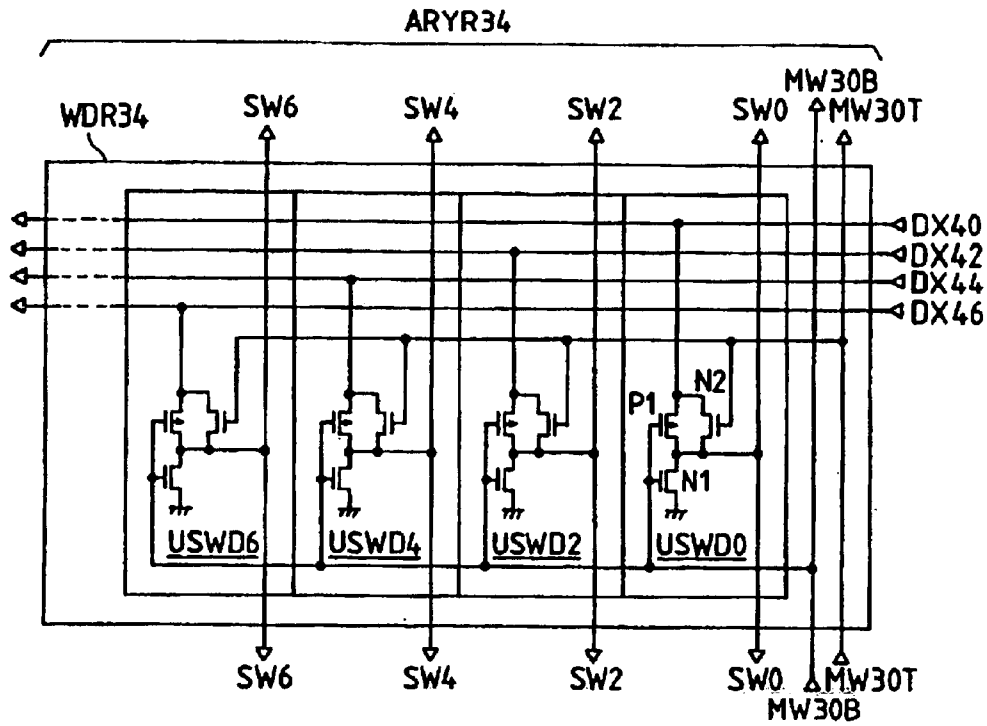 ARYR34
MW30B
WDR34
SW6
SW4
SW2
SW0
MW30T
DX40
DX42
DX44
DX46
N2
P1
N1
USWD6
USWD4
USWD2
USWD0
SW6
SW4
SW2
SW0
MW30T
MW30B